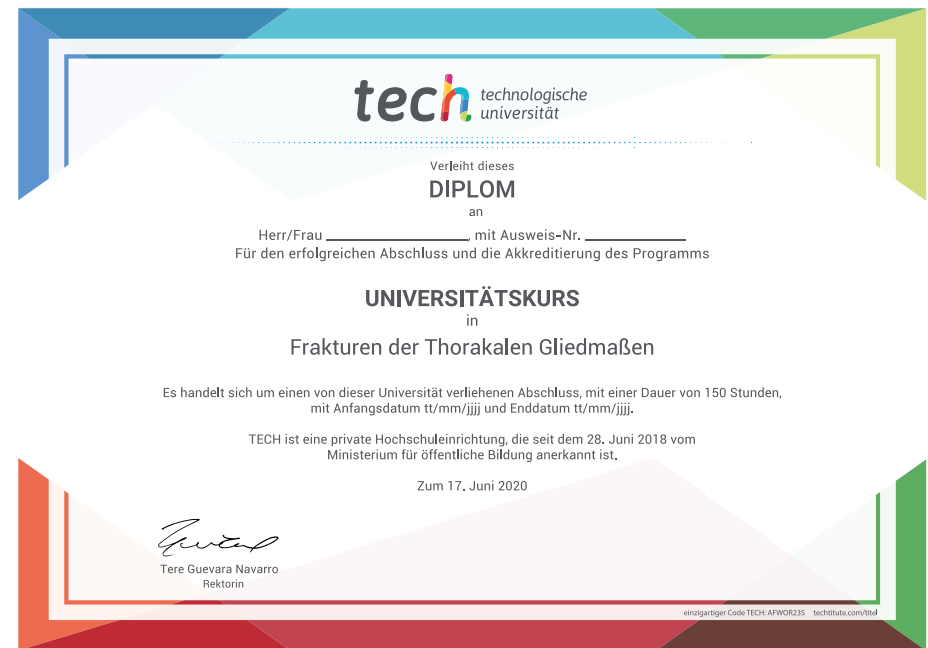 tech technologische
universität
Verleiht dieses
DIPLOM
an
Herr/Frau ____________________, mit Ausweis-Nr. ______________
Für den erfolgreichen Abschluss und die Akkreditierung des Programms
UNIVERSITÄTSKURS
in
Frakturen der Thorakalen Gliedmaßen
Es handelt sich um einen von dieser Universität verliehenen Abschluss, mit einer Dauer von 150 Stunden,
mit Anfangsdatum tt/mm/jjjj und Enddatum tt/mm/jjjj.
TECH ist eine private Hochschuleinrichtung, die seit dem 28. Juni 2018 vom
Ministerium für öffentliche Bildung anerkannt ist.
Zum 17. Juni 2020
Tere Guevara Navarro
Rektorin
einzigartiger Code TECH: AFWOR23S techtitute.com/titel